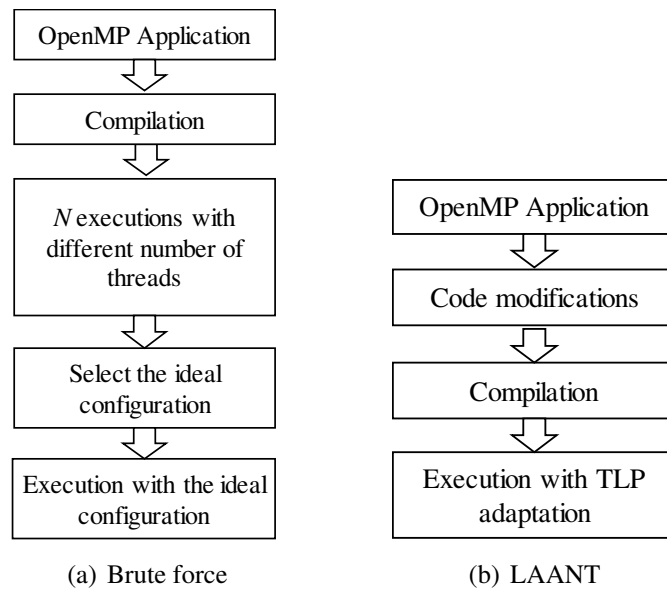 OpenMP Application
Compilation
N executions with
different number of
threads
Select the ideal
configuration
Execution with the ideal
configuration
(a) Brute force
OpenMP Application
Code modifications
Compilation
Execution with TLP
adaptation
(b) LAANT